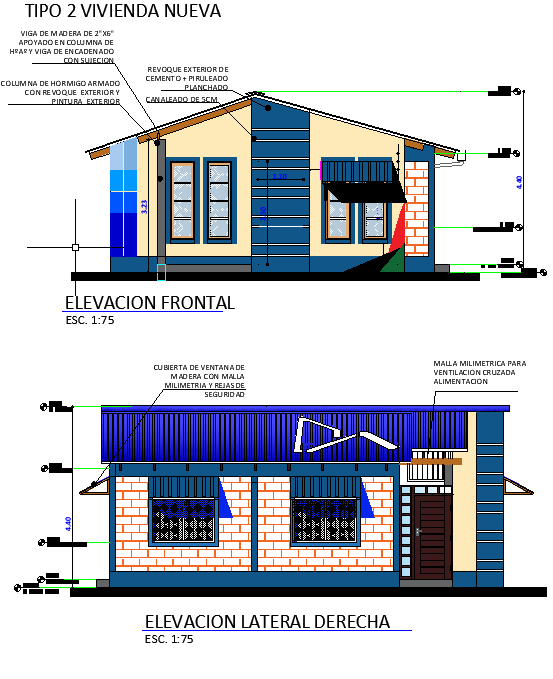 TIPO 2 VIVIENDA NUEVA
VIGA DE MADERA DE 2"X6"
APOYADO EN COLUMNA DE
HºAº Y VIGA DE ENCADENADO
CON SUJECION
COLUMNA DE HORMIGO ARMADO
CON REVOQUE EXTERIOR Y
PINTURA EXTERIOR
REVOQUE EXTERIOR DE
CEMENTO + PIRULEADO
PLANCHADO
CANALEADO DE 5CM
3.23
4.40
ELEVACION FRONTAL
ESC. 1:75
CUBIERTA DE VENTANA DE
MADERA CON MALLA
MILIMETRIA Y REJAS DE
SEGURIDAD
MALLA MILIMETRICA PARA
VENTILACION CRUZADA
ALIMENTACION
4.40
ELEVACION LATERAL DERECHA
ESC. 1:75